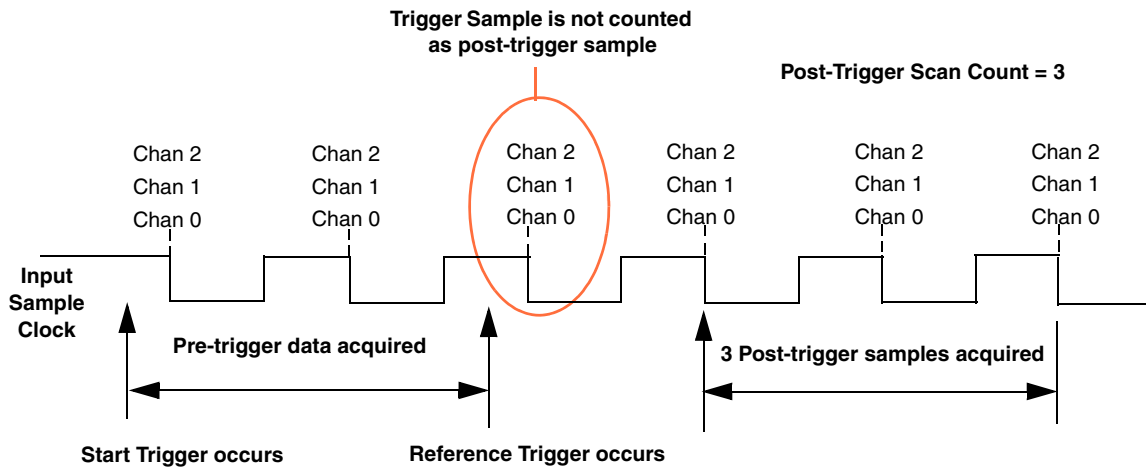 Trigger Sample is not counted
as post-trigger sample
Post-Trigger Scan Count = 3
Chan 2 Chan 2 Chan 2 Chan 2 Chan 2 Chan 2
Chan 1 Chan 1 Chan 1 Chan 1 Chan 1 Chan 1
Chan 0 Chan 0 Chan 0 Chan 0 Chan 0 Chan 0
Input
Sample
Clock
Pre-trigger data acquired
3 Post-trigger samples acquired
Start Trigger occurs
Reference Trigger occurs